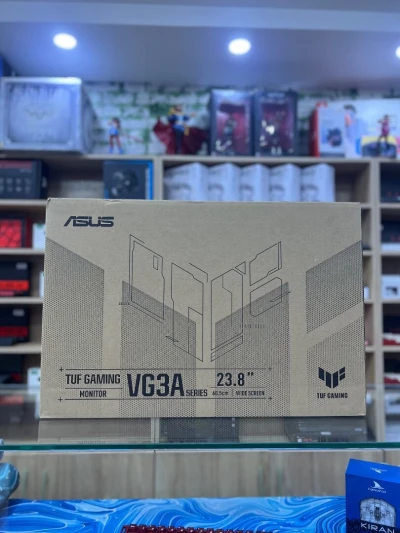 ASUS
TUF GAMING
MONITOR
VG3A SERIES
23.8"
60.5cm WIDE SCREEN
TUF GAMING
KIRAN